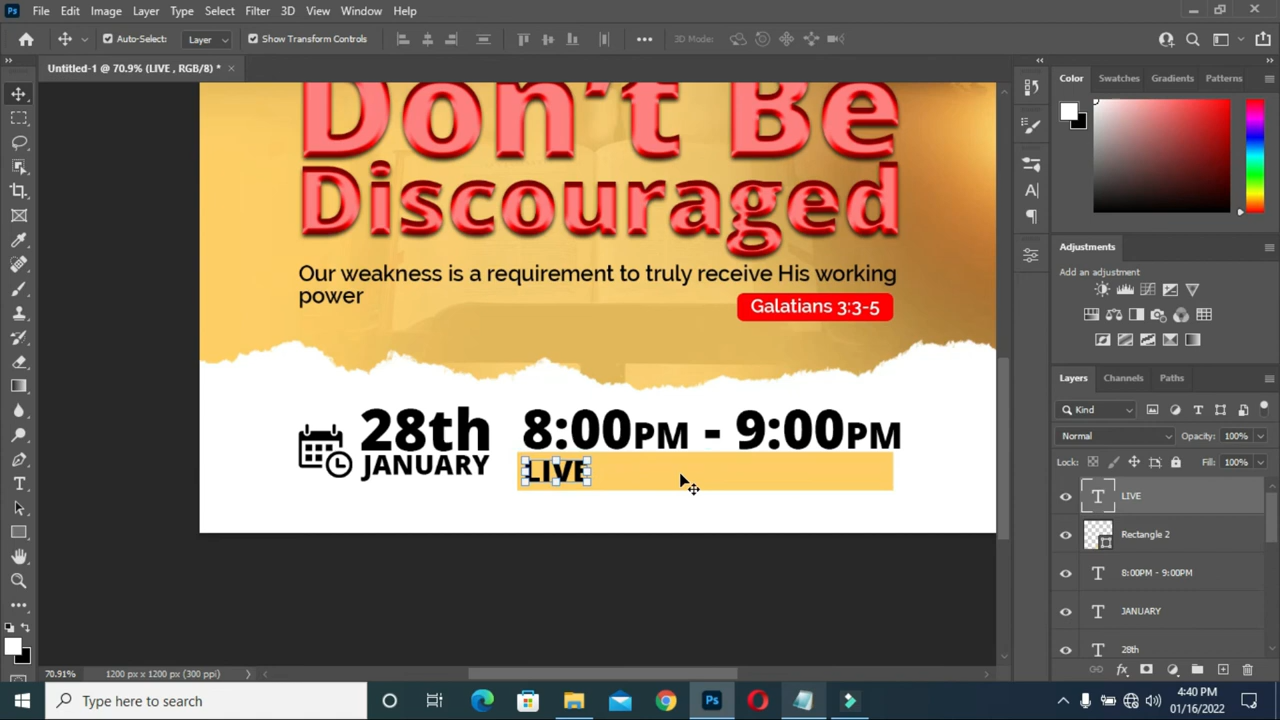 Ps File Edit Image Layer Type Select Filter 3D View Window Help
Auto-Select: Layer Show Transform Controls 3D Mode:
Untitled-1 @ 70.9% (LIVE , RGB/8) * ×
Don't Be
Discouraged
Our weakness is a requirement to truly receive His working
power
Galatians 3:3-5
28th
JANUARY
8:00PM - 9:00PM
LIVE
Color Swatches Gradients Patterns
Adjustments
Add an adjustment
Layers Channels Paths
Kind
Normal Opacity: 100%
Lock: Fill: 100%
T LIVE
Rectangle 2
T 8:00PM - 9:00PM
T JANUARY
T 28th
70.91% 1200 px x 1200 px (300 ppi)
Type here to search
Ps
4:40 PM
01/16/2022